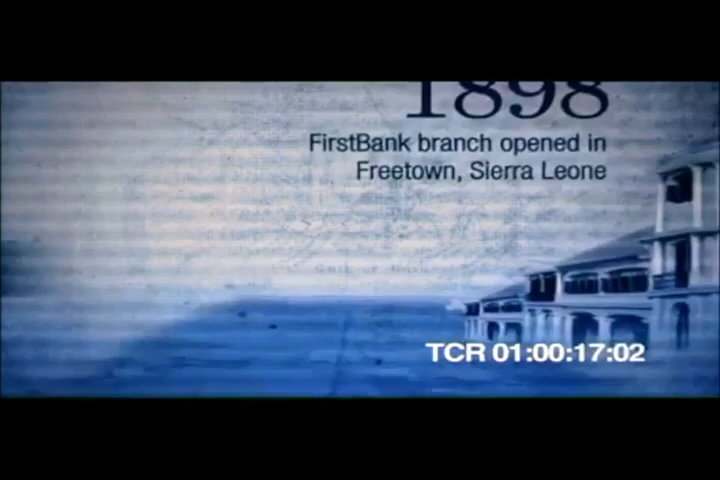 1898
FirstBank branch opened in
Freetown, Sierra Leone
TCR 01:00:17:02